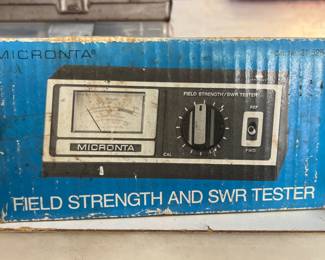 MICRONTA®
FIELD STRENGTH/SWR TESTER
REF
MICRONTA
CAL
FWD
FIELD STRENGTH AND SWR TESTER